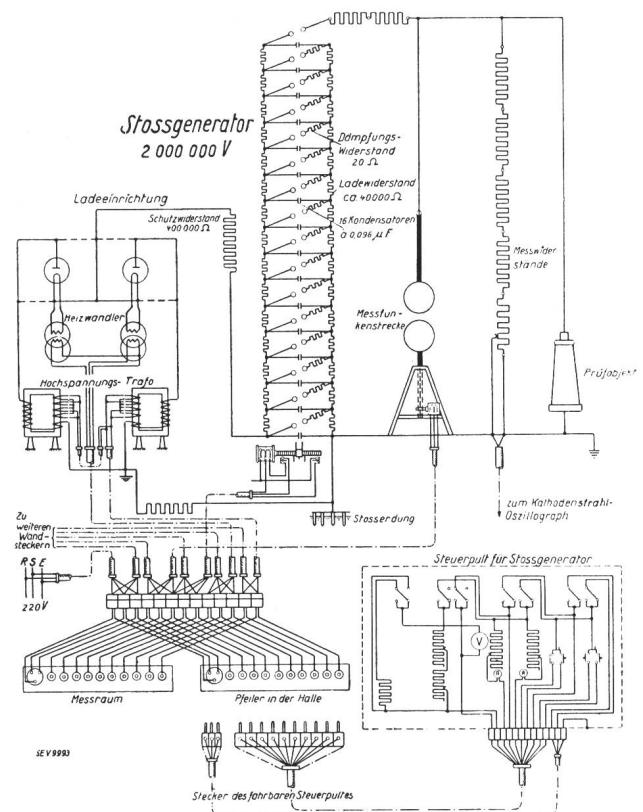 Stossgenerator
2 000 000 V
Dämpfungs-
Widerstand
20 Ω
Ladewiderstand
ca. 40000 Ω
16 Kondensatoren
à 0,096 µF
Ladeeinrichtung
Schutzwiderstand
400 000 Ω
Heizwandler
Hochspannungs-Trafo
Messfun-
kenstrecke
Messwider
stände
Prüfobjekt
Stosserdung
zum Kathodenstrahl-
Oszillograph
Zu
weiteren
Wand-
steckern
R S E
220 V
Messraum
Pfeiler in der Halle
Steuerpult für Stossgenerator
V
A
A
SEV 9993
Stecker des fahrbaren Steuerpultes